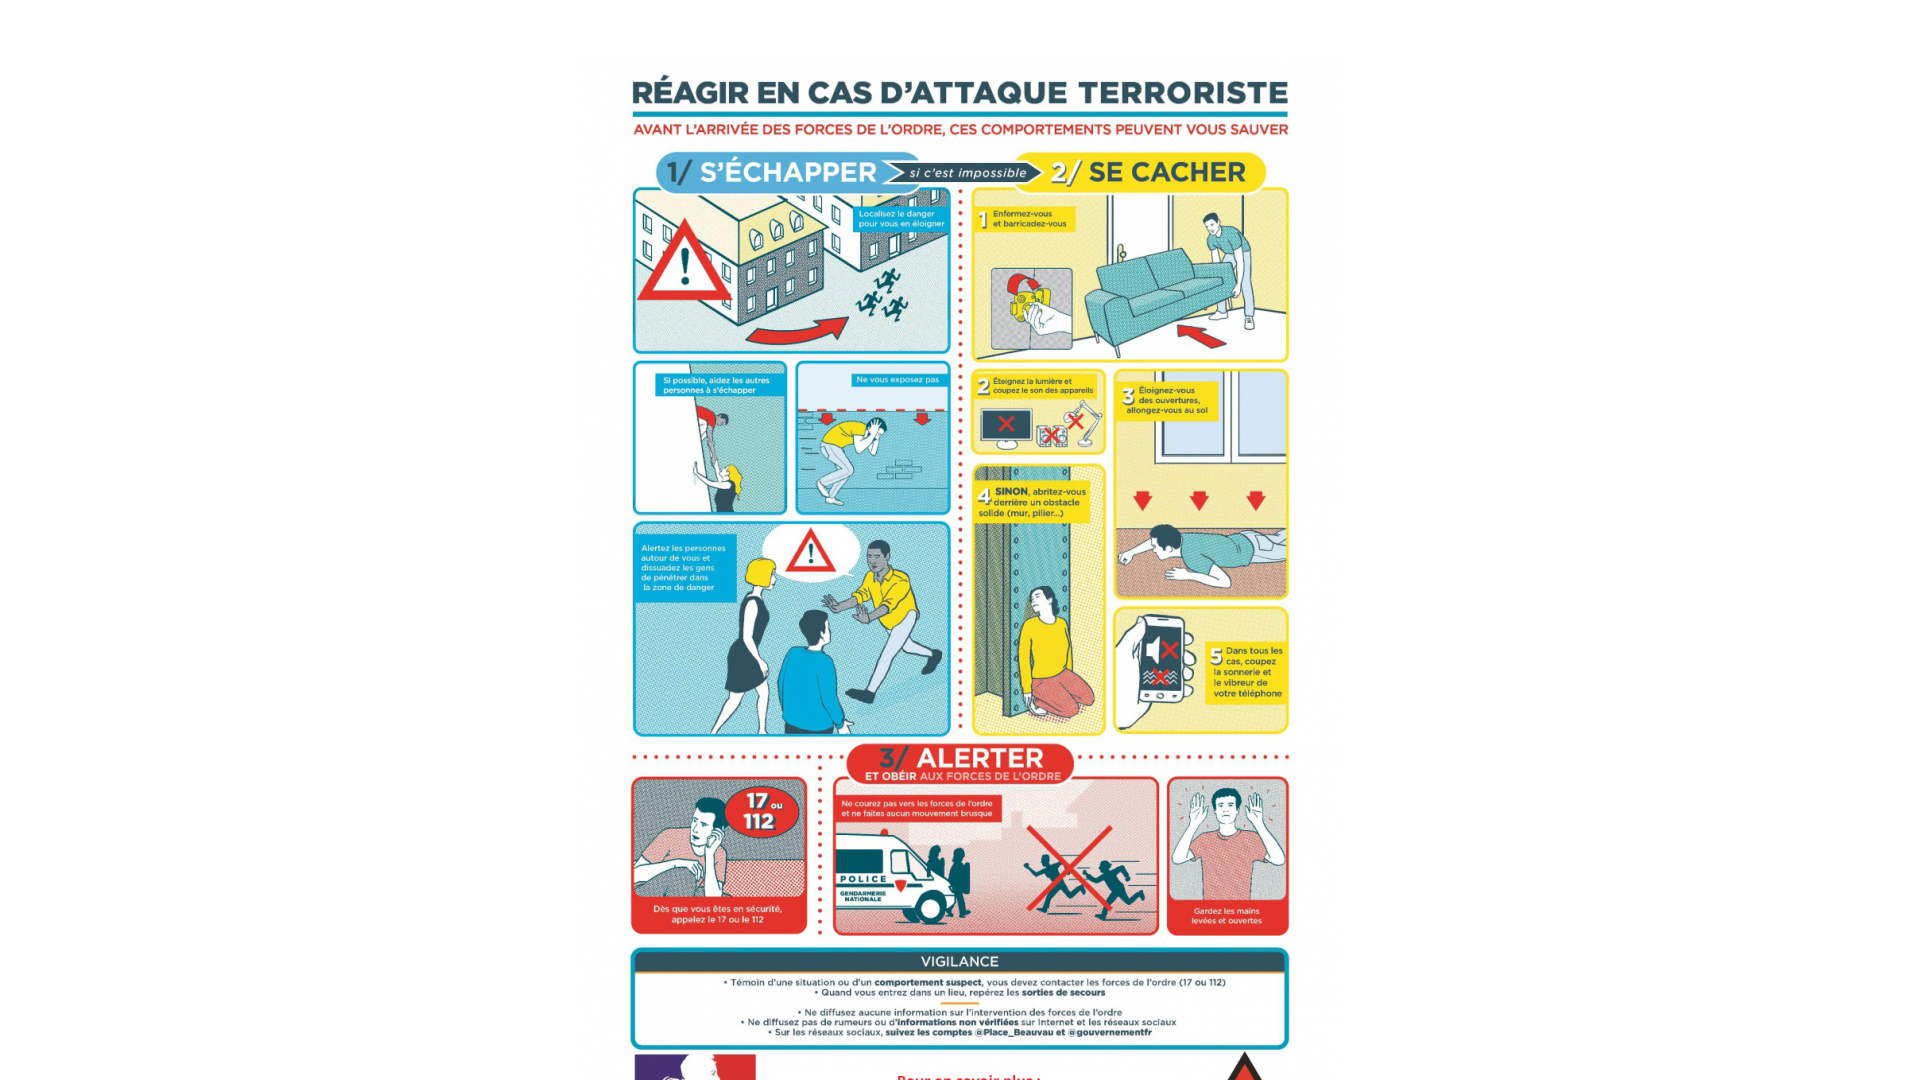 RÉAGIR EN CAS D'ATTAQUE TERRORISTE
AVANT L'ARRIVÉE DES FORCES DE L'ORDRE, CES COMPORTEMENTS PEUVENT VOUS SAUVER
1/ S'ÉCHAPPER
si c'est impossible
2/ SE CACHER
Localisez le danger
pour vous en éloigner
Si possible, aidez les autres
personnes à s'échapper
Ne vous exposez pas
Alertez les personnes
autour de vous et
dissuadez les gens
de pénétrer dans
la zone de danger
1 Enfermez-vous
et barricadez-vous
2 Éteignez la lumière et
coupez le son des appareils
3 Éloignez-vous
des ouvertures,
allongez-vous au sol
4 SINON, abritez-vous
derrière un obstacle
solide (mur, pilier...)
5 Dans tous les
cas, coupez
la sonnerie et
le vibreur de
votre téléphone
3/ ALERTER
ET OBÉIR AUX FORCES DE L'ORDRE
17 ou
112
Dès que vous êtes en sécurité,
appelez le 17 ou le 112
Ne courez pas vers les forces de l'ordre
et ne faites aucun mouvement brusque
POLICE
GENDARMERIE
NATIONALE
Gardez les mains
levées et ouvertes
VIGILANCE
• Témoin d'une situation ou d'un comportement suspect, vous devez contacter les forces de l'ordre (17 ou 112)
• Quand vous entrez dans un lieu, repérez les sorties de secours
• Ne diffusez aucune information sur l'intervention des forces de l'ordre
• Ne diffusez pas de rumeurs ou d'informations non vérifiées sur Internet et les réseaux sociaux
• Sur les réseaux sociaux, suivez les comptes @Place_Beauvau et @gouvernementfr
Pour en savoir plus :